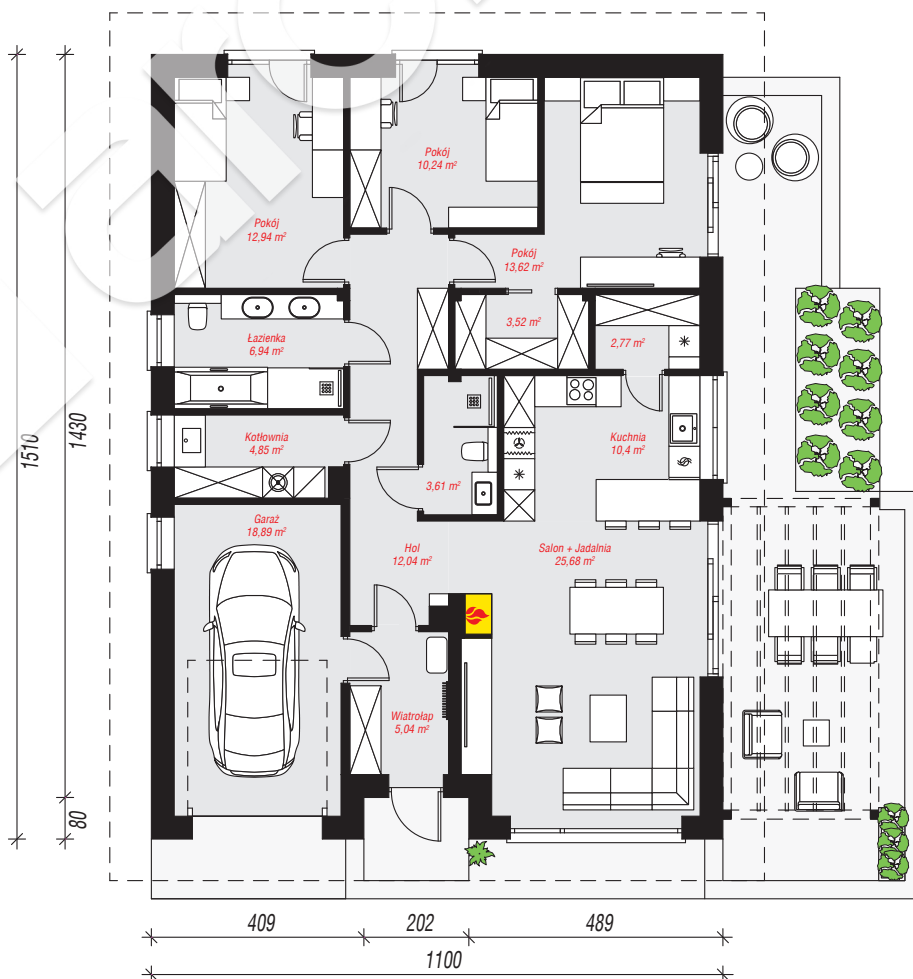 Pokój
10,24 m²
Pokój
12,94 m²
Pokój
13,62 m²
3,52 m²
2,77 m²
Łazienka
6,94 m²
Kotłownia
4,85 m²
3,61 m²
Kuchnia
10,4 m²
Garaż
18,89 m²
Hol
12,04 m²
Salon + Jadalnia
25,68 m²
Wiatrołap
5,04 m²
1510
1430
80
409
202
489
1100